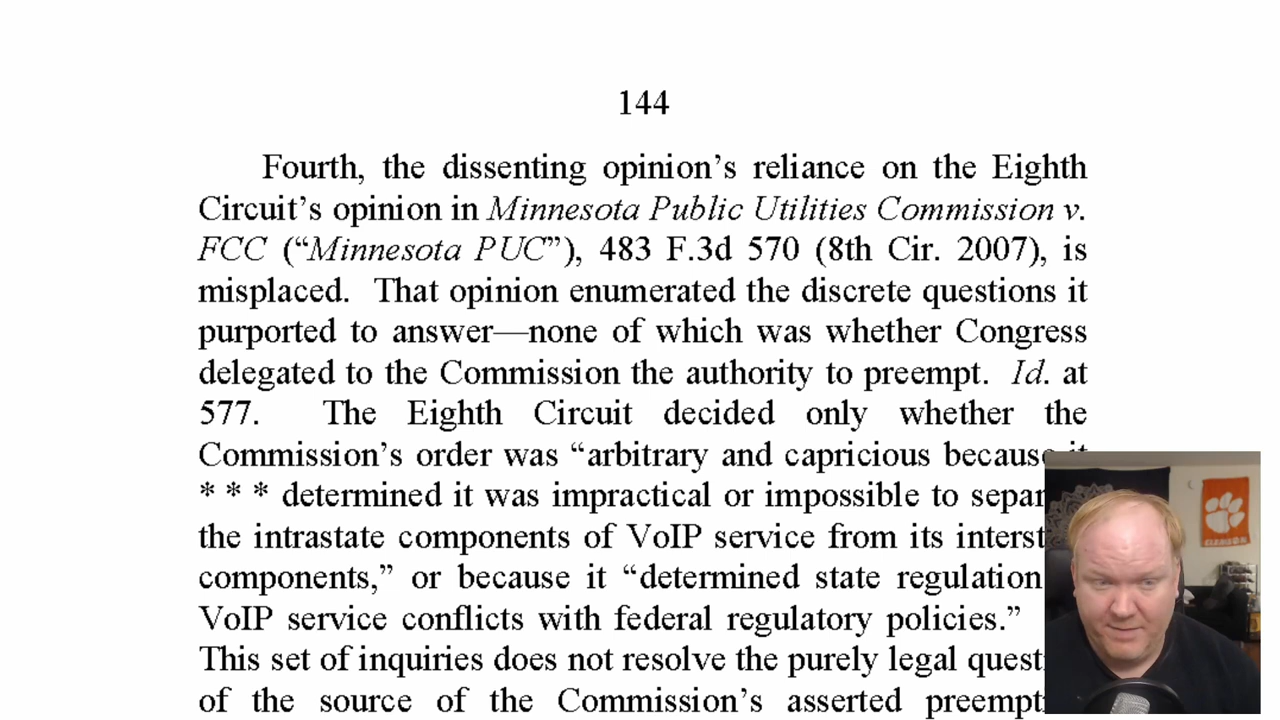 144
Fourth, the dissenting opinion’s reliance on the Eighth
Circuit’s opinion in Minnesota Public Utilities Commission v.
FCC (“Minnesota PUC”), 483 F.3d 570 (8th Cir. 2007), is
misplaced. That opinion enumerated the discrete questions it
purported to answer—none of which was whether Congress
delegated to the Commission the authority to preempt. Id. at
577. The Eighth Circuit decided only whether the
Commission’s order was “arbitrary and capricious because it
* * * determined it was impractical or impossible to
the intrastate components of VoIP service from its
components,” or because it “determined state regulation
VoIP service conflicts with federal regulatory policies.”
This set of inquiries does not resolve the purely legal
of the source of the Commission’s asserted
CLEMSON